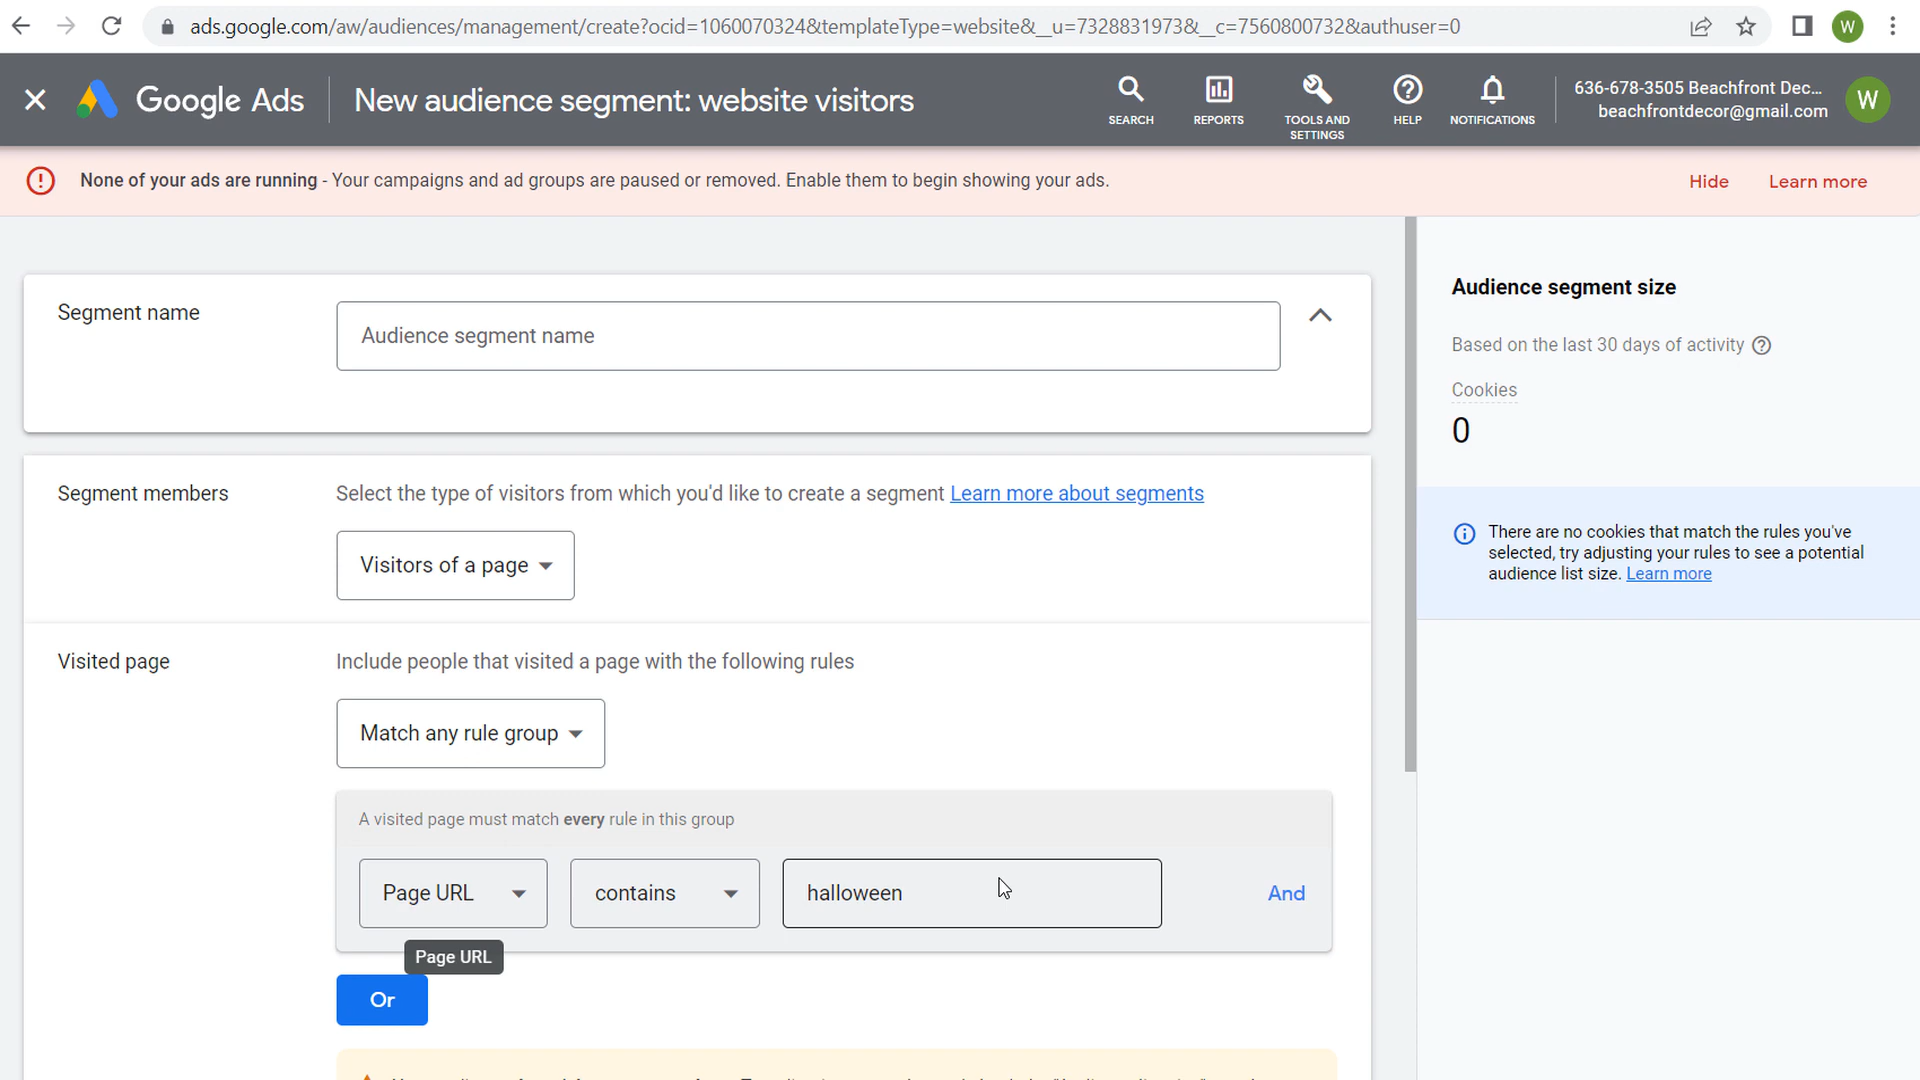 ads.google.com/aw/audiences/management/create?ocid=1060070324&templateType=website&__u=7328831973&__c=7560800732&authuser=0
W
Google Ads
New audience segment: website visitors
SEARCH
REPORTS
TOOLS AND
SETTINGS
HELP
NOTIFICATIONS
636-678-3505 Beachfront Dec...
beachfrontdecor@gmail.com
W
None of your ads are running - Your campaigns and ad groups are paused or removed. Enable them to begin showing your ads.
Hide
Learn more
Segment name
Audience segment name
Audience segment size
Based on the last 30 days of activity
Cookies
0
There are no cookies that match the rules you've
selected, try adjusting your rules to see a potential
audience list size. Learn more
Segment members
Select the type of visitors from which you'd like to create a segment Learn more about segments
Visitors of a page
Visited page
Include people that visited a page with the following rules
Match any rule group
A visited page must match every rule in this group
Page URL
contains
halloween
And
Page URL
Or